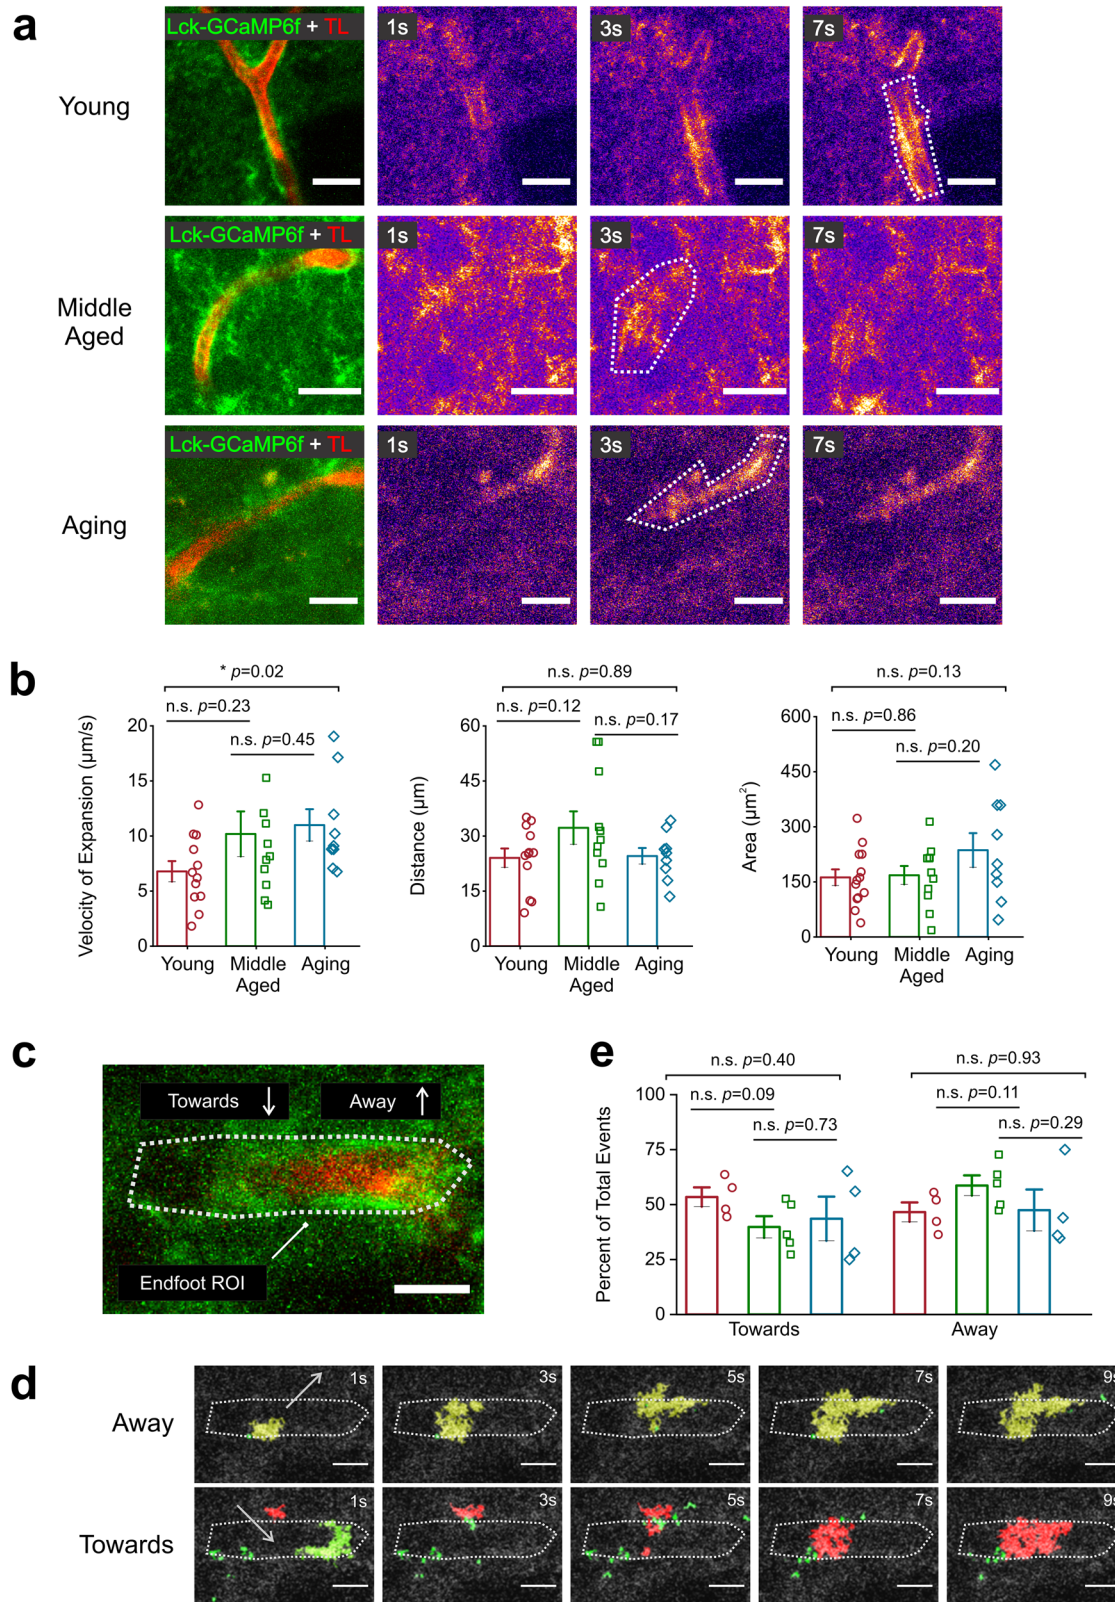 a
Lck-GCaMP6f + TL
1s
3s
7s
Young
Lck-GCaMP6f + TL
1s
3s
7s
Middle
Aged
Lck-GCaMP6f + TL
1s
3s
7s
Aging
b
* p=0.02
n.s. p=0.23
n.s. p=0.45
Velocity of Expansion (µm/s)
20
15
10
5
0
Young
Middle
Aged
Aging
n.s. p=0.89
n.s. p=0.12
n.s. p=0.17
Distance (µm)
60
45
30
15
0
Young
Middle
Aged
Aging
n.s. p=0.13
n.s. p=0.86
n.s. p=0.20
Area (µm²)
600
450
300
150
0
Young
Middle
Aged
Aging
c
Towards ↓
Away ↑
Endfoot ROI
e
n.s. p=0.40
n.s. p=0.09
n.s. p=0.73
n.s. p=0.93
n.s. p=0.11
n.s. p=0.29
Percent of Total Events
100
75
50
25
0
Towards
Away
d
Away
1s
3s
5s
7s
9s
Towards
1s
3s
5s
7s
9s